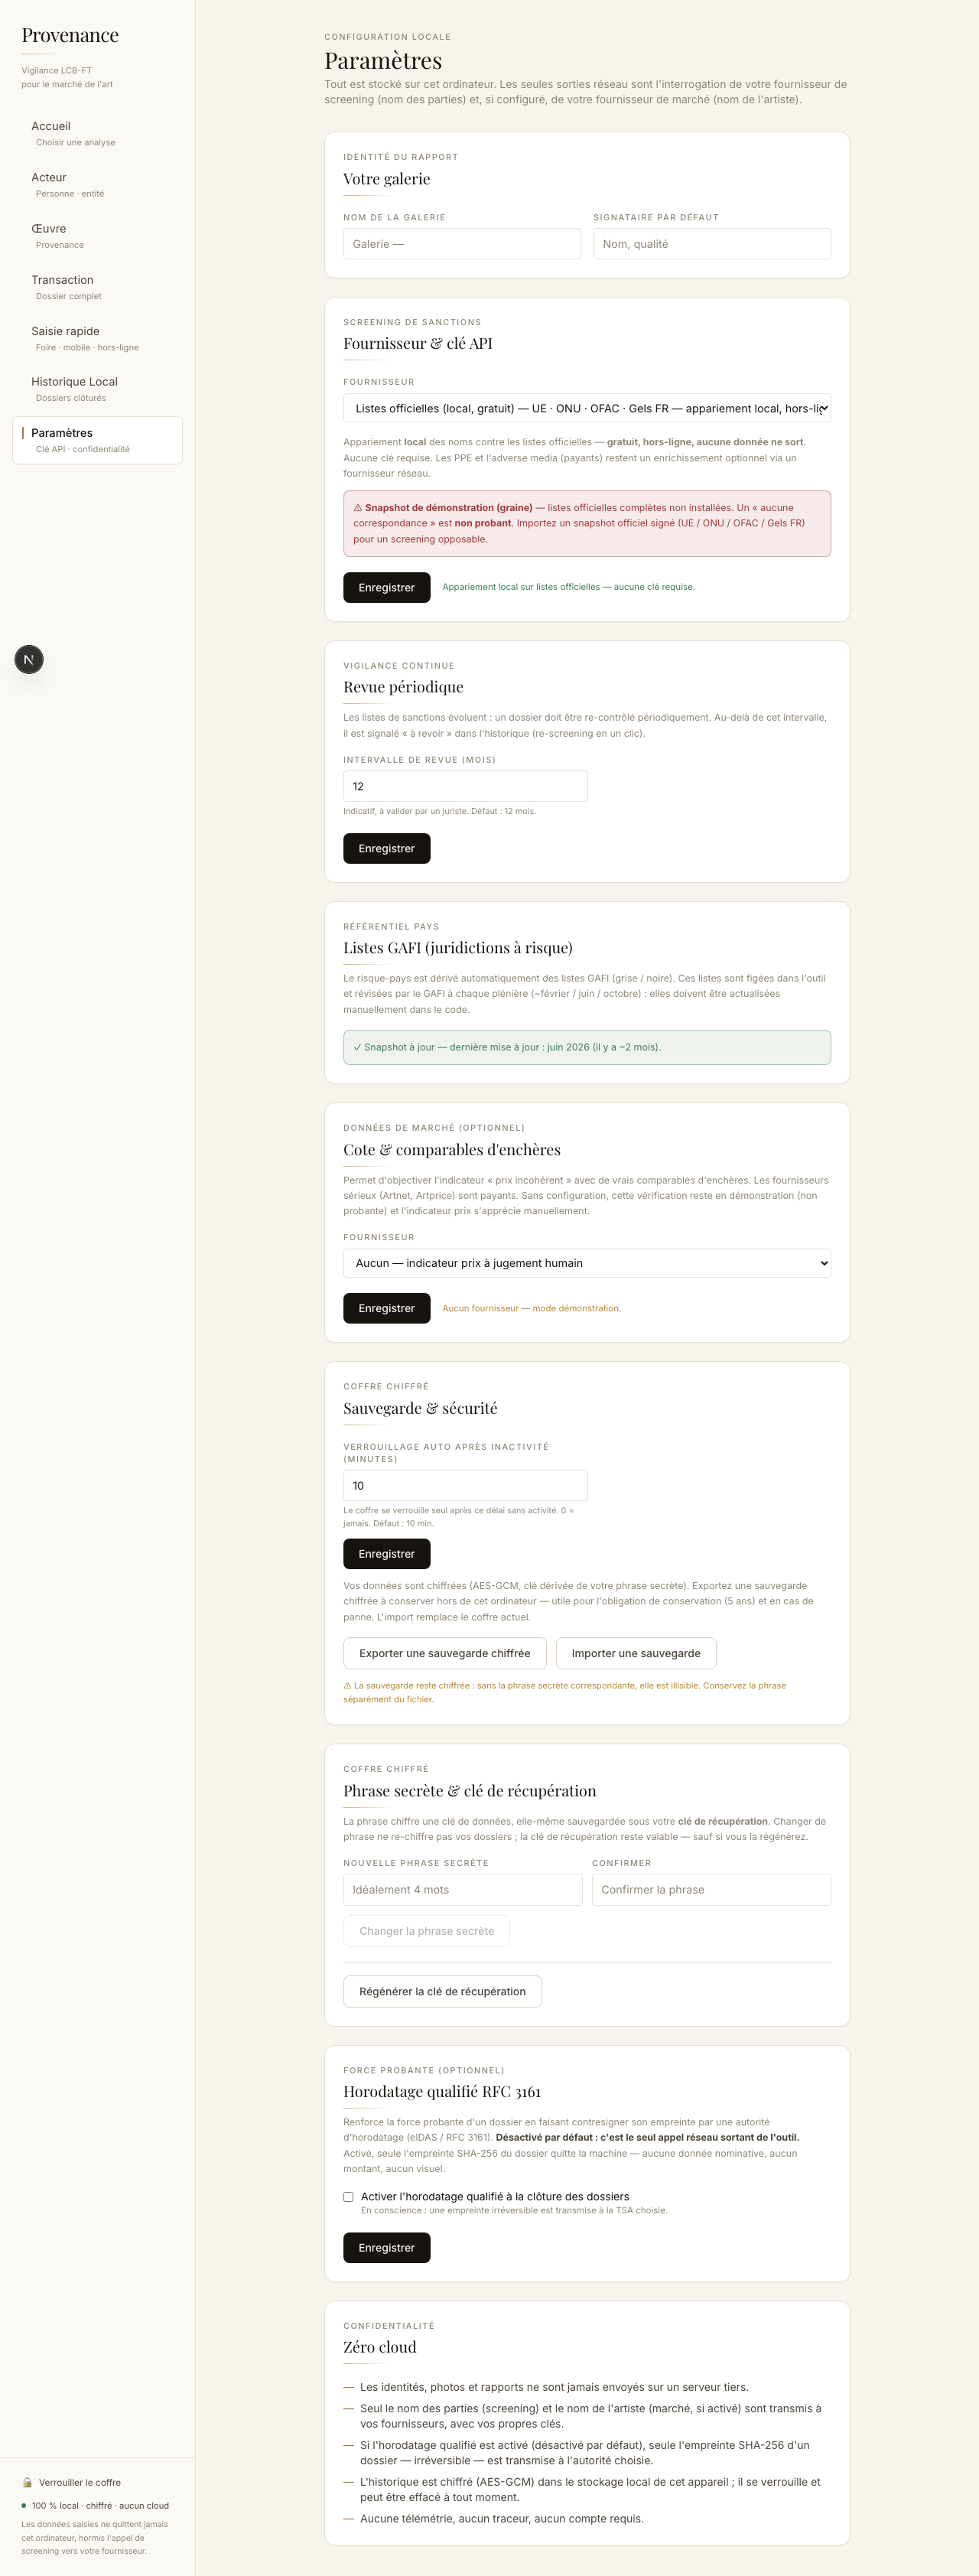 Provenance
Vigilance LCB-FT
pour le marché de l'art
Accueil
Choisir une analyse
Acteur
Personne · entité
Œuvre
Provenance
Transaction
Dossier complet
Saisie rapide
Foire · mobile · hors-ligne
Historique Local
Dossiers clôturés
Paramètres
Clé API · confidentialité
N
Verrouiller le coffre
100 % local · chiffré · aucun cloud
Les données saisies ne quittent jamais
cet ordinateur, hormis l'appel de
screening vers votre fournisseur.
CONFIGURATION LOCALE
Paramètres
Tout est stocké sur cet ordinateur. Les seules sorties réseau sont l'interrogation de votre fournisseur de
screening (nom des parties) et, si configuré, de votre fournisseur de marché (nom de l'artiste).
IDENTITÉ DU RAPPORT
Votre galerie
NOM DE LA GALERIE
SIGNATAIRE PAR DÉFAUT
Galerie —
Nom, qualité
SCREENING DE SANCTIONS
Fournisseur & clé API
FOURNISSEUR
Listes officielles (local, gratuit) — UE · ONU · OFAC · Gels FR — appariement local, hors-lig
Appariement local des noms contre les listes officielles — gratuit, hors-ligne, aucune donnée ne sort.
Aucune clé requise. Les PPE et l'adverse media (payants) restent un enrichissement optionnel via un
fournisseur réseau.
⚠ Snapshot de démonstration (graine) — listes officielles complètes non installées. Un « aucune
correspondance » est non probant. Importez un snapshot officiel signé (UE / ONU / OFAC / Gels FR)
pour un screening opposable.
Enregistrer
Appariement local sur listes officielles — aucune clé requise.
VIGILANCE CONTINUE
Revue périodique
Les listes de sanctions évoluent : un dossier doit être re-contrôlé périodiquement. Au-delà de cet intervalle,
il est signalé « à revoir » dans l'historique (re-screening en un clic).
INTERVALLE DE REVUE (MOIS)
12
Indicatif, à valider par un juriste. Défaut : 12 mois.
Enregistrer
RÉFÉRENTIEL PAYS
Listes GAFI (juridictions à risque)
Le risque-pays est dérivé automatiquement des listes GAFI (grise / noire). Ces listes sont figées dans l'outil
et révisées par le GAFI à chaque plénière (~février / juin / octobre) : elles doivent être actualisées
manuellement dans le code.
✓ Snapshot à jour — dernière mise à jour : juin 2026 (il y a ~2 mois).
DONNÉES DE MARCHÉ (OPTIONNEL)
Cote & comparables d'enchères
Permet d'objectiver l'indicateur « prix incohérent » avec de vrais comparables d'enchères. Les fournisseurs
sérieux (Artnet, Artprice) sont payants. Sans configuration, cette vérification reste en démonstration (non
probante) et l'indicateur prix s'apprécie manuellement.
FOURNISSEUR
Aucun — indicateur prix à jugement humain
Enregistrer
Aucun fournisseur — mode démonstration.
COFFRE CHIFFRÉ
Sauvegarde & sécurité
VERROUILLAGE AUTO APRÈS INACTIVITÉ
(MINUTES)
10
Le coffre se verrouille seul après ce délai sans activité. 0 =
jamais. Défaut : 10 min.
Enregistrer
Vos données sont chiffrées (AES-GCM, clé dérivée de votre phrase secrète). Exportez une sauvegarde
chiffrée à conserver hors de cet ordinateur — utile pour l'obligation de conservation (5 ans) et en cas de
panne. L'import remplace le coffre actuel.
Exporter une sauvegarde chiffrée
Importer une sauvegarde
⚠ La sauvegarde reste chiffrée : sans la phrase secrète correspondante, elle est illisible. Conservez la phrase
séparément du fichier.
COFFRE CHIFFRÉ
Phrase secrète & clé de récupération
La phrase chiffre une clé de données, elle-même sauvegardée sous votre clé de récupération. Changer de
phrase ne re-chiffre pas vos dossiers ; la clé de récupération reste valable — sauf si vous la régénérez.
NOUVELLE PHRASE SECRÈTE
CONFIRMER
Idéalement 4 mots
Confirmer la phrase
Changer la phrase secrète
Régénérer la clé de récupération
FORCE PROBANTE (OPTIONNEL)
Horodatage qualifié RFC 3161
Renforce la force probante d'un dossier en faisant contresigner son empreinte par une autorité
d'horodatage (eIDAS / RFC 3161). Désactivé par défaut : c'est le seul appel réseau sortant de l'outil.
Activé, seule l'empreinte SHA-256 du dossier quitte la machine — aucune donnée nominative, aucun
montant, aucun visuel.
Activer l'horodatage qualifié à la clôture des dossiers
En conscience : une empreinte irréversible est transmise à la TSA choisie.
Enregistrer
CONFIDENTIALITÉ
Zéro cloud
— Les identités, photos et rapports ne sont jamais envoyés sur un serveur tiers.
— Seul le nom des parties (screening) et le nom de l'artiste (marché, si activé) sont transmis à
vos fournisseurs, avec vos propres clés.
— Si l'horodatage qualifié est activé (désactivé par défaut), seule l'empreinte SHA-256 d'un
dossier — irréversible — est transmise à l'autorité choisie.
— L'historique est chiffré (AES-GCM) dans le stockage local de cet appareil ; il se verrouille et
peut être effacé à tout moment.
— Aucune télémétrie, aucun traceur, aucun compte requis.